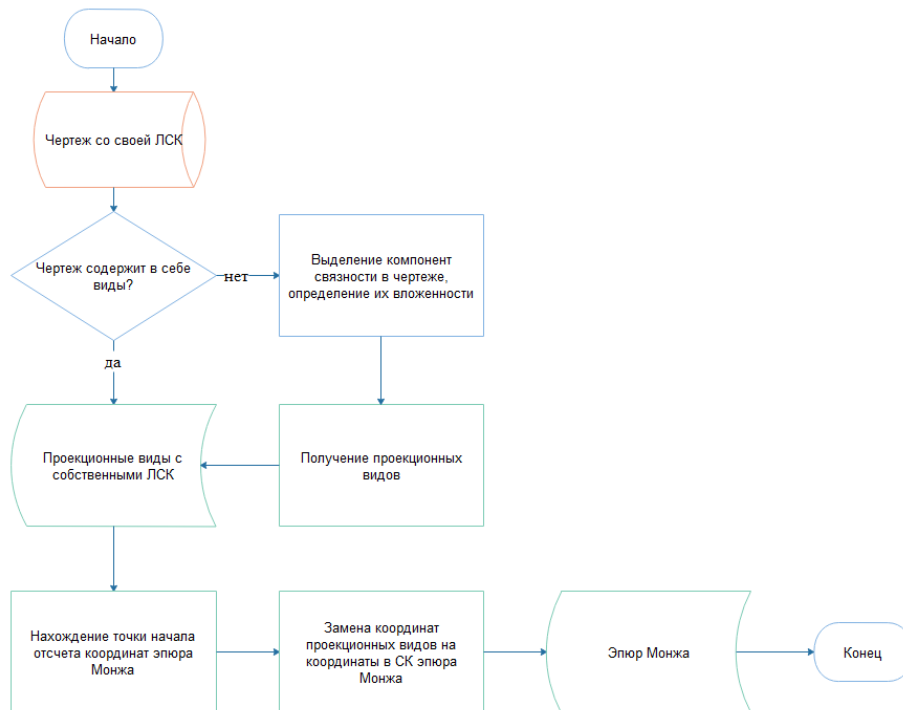 Начало
Чертеж со своей ЛСК
Чертеж содержит в себе
виды?
нет
Выделение компонент
связности в чертеже,
определение их вложенности
да
Проекционные виды с
собственными ЛСК
Получение проекционных
видов
Нахождение точки начала
отсчета координат эпюра
Монжа
Замена координат
проекционных видов на
координаты в СК эпюра
Монжа
Эпюр Монжа
Конец